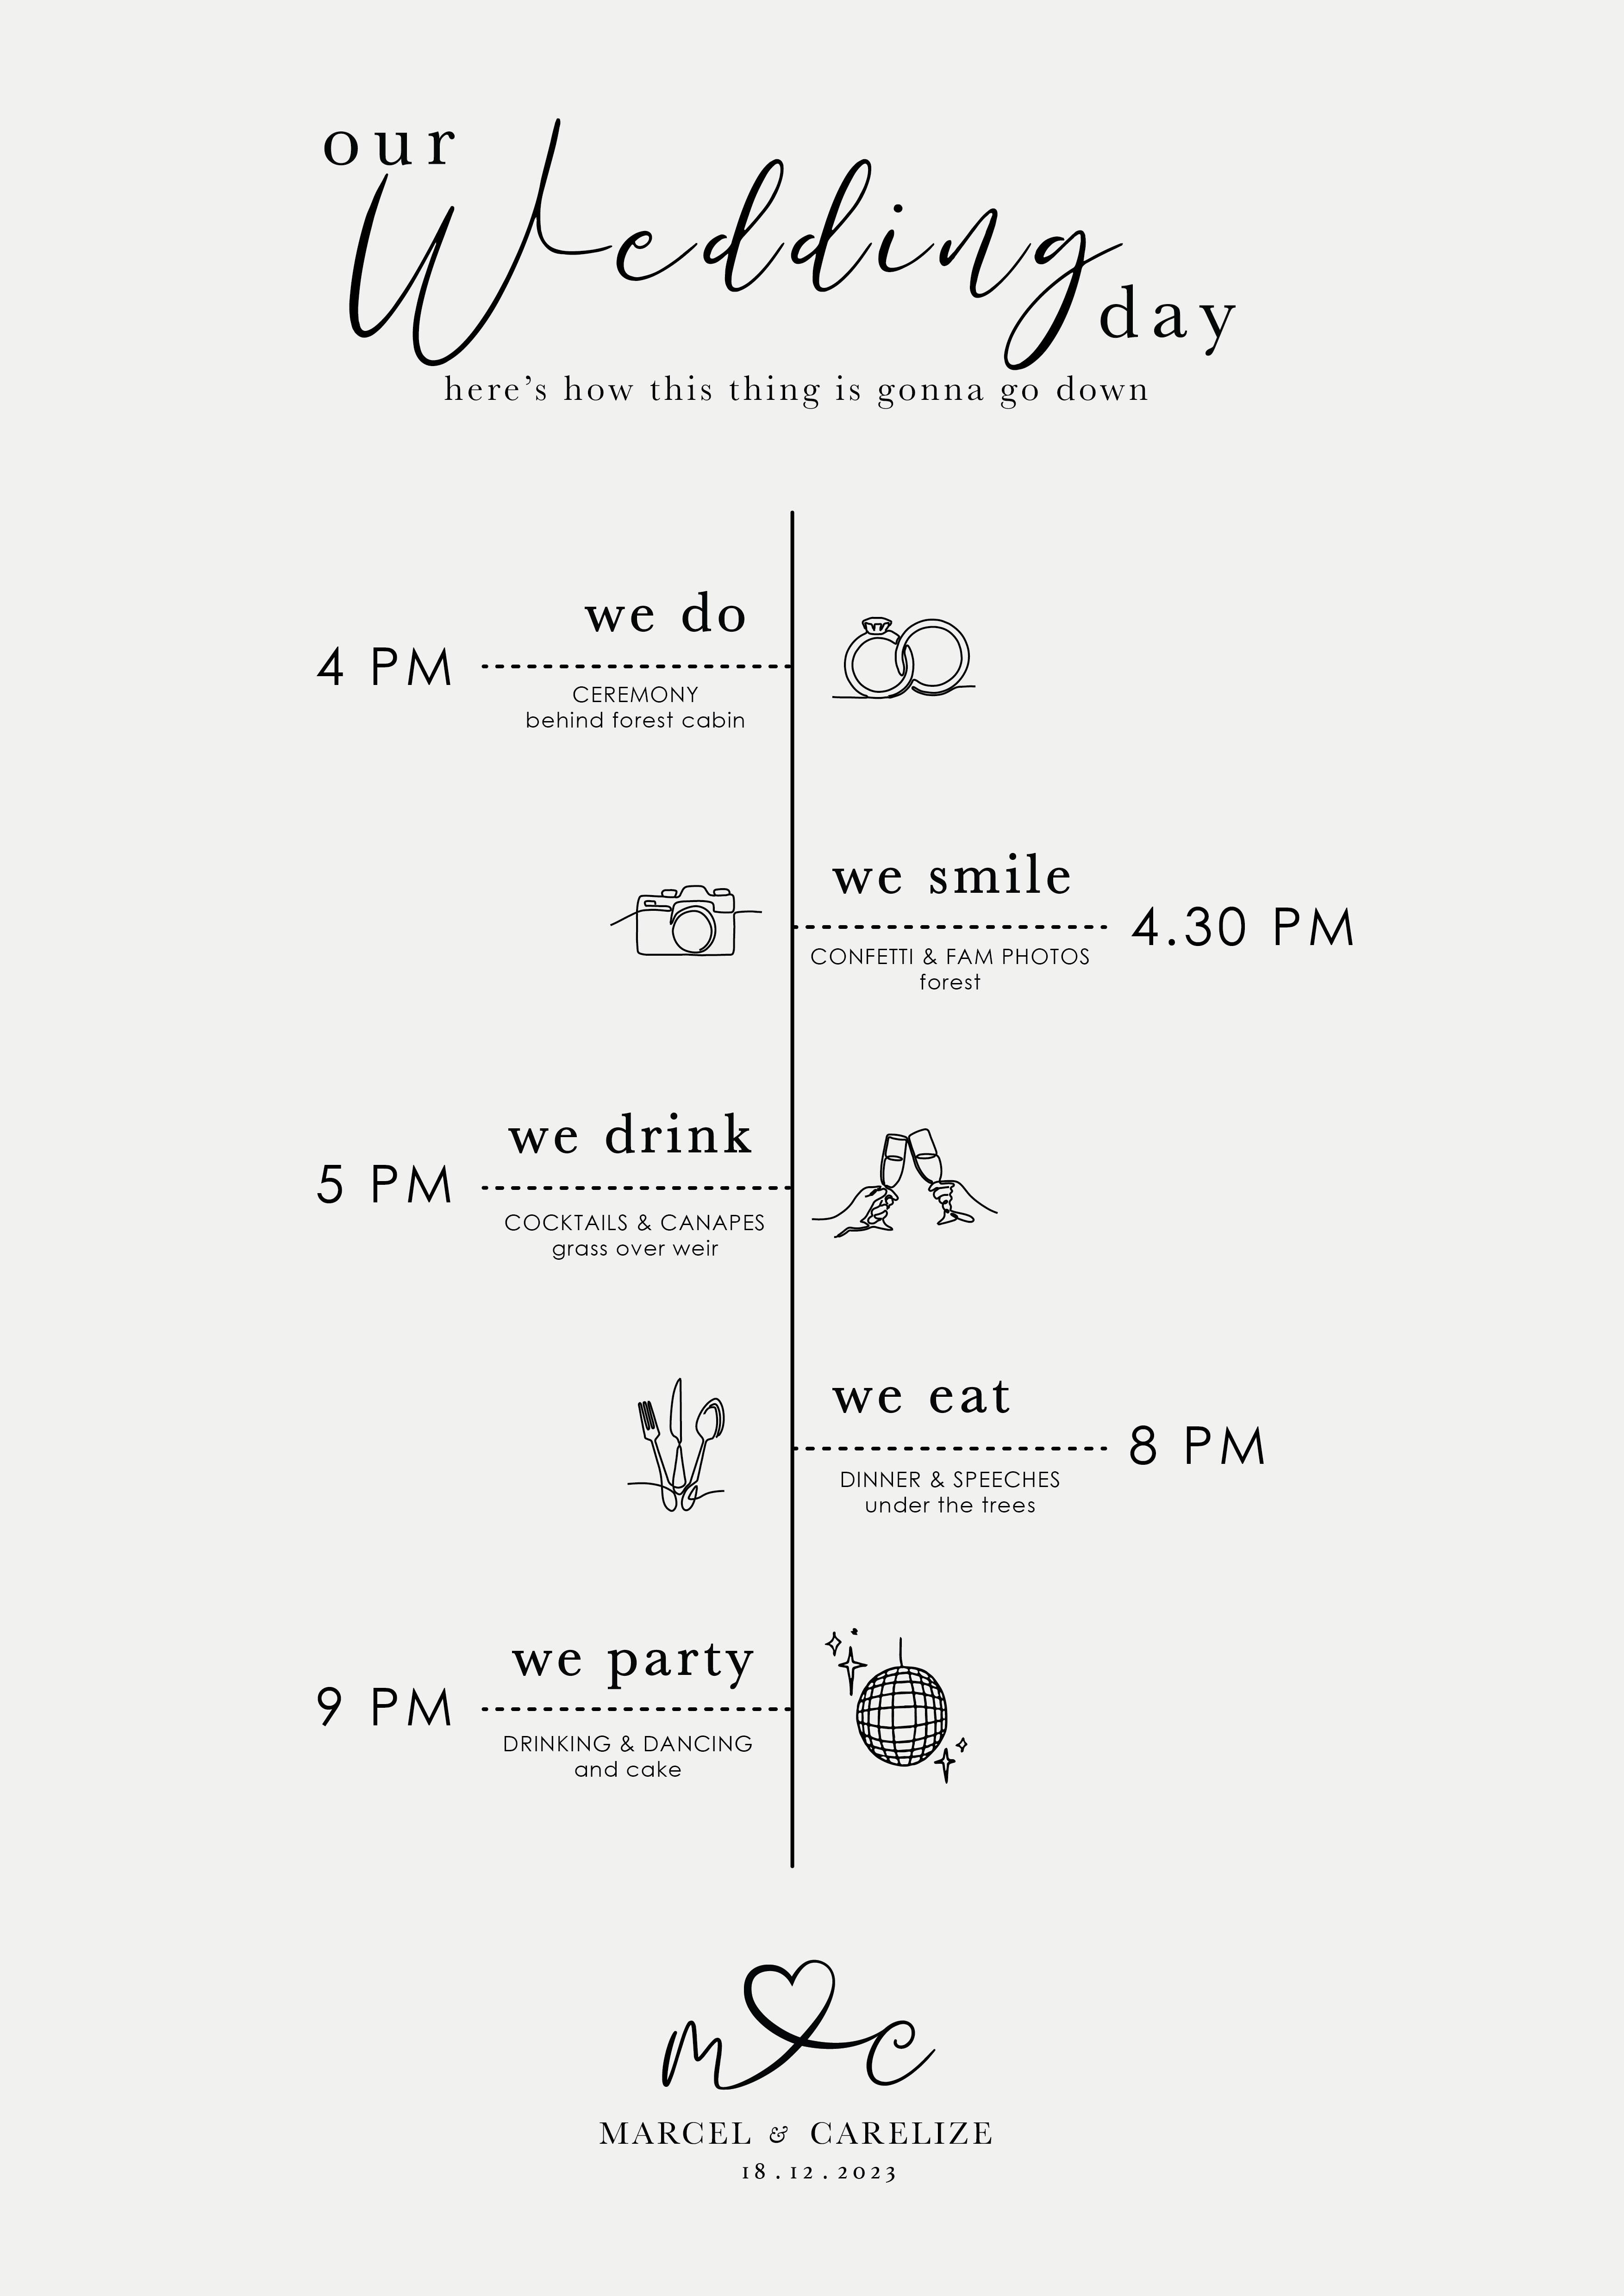 our
Wedding
day
here's how this thing is gonna go down
we do
4 PM
CEREMONY
behind forest cabin
we smile
4.30 PM
CONFETTI & FAM PHOTOS
forest
we drink
5 PM
COCKTAILS & CANAPES
grass over weir
we eat
8 PM
DINNER & SPEECHES
under the trees
we party
9 PM
DRINKING & DANCING
and cake
m c
MARCEL & CARELIZE
18.12.2023